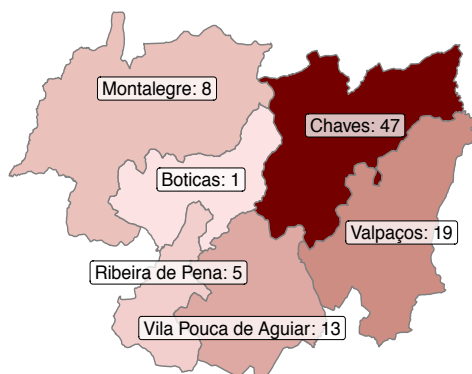 Montalegre: 8
Chaves: 47
Boticas: 1
Valpaços: 19
Ribeira de Pena: 5
Vila Pouca de Aguiar: 13